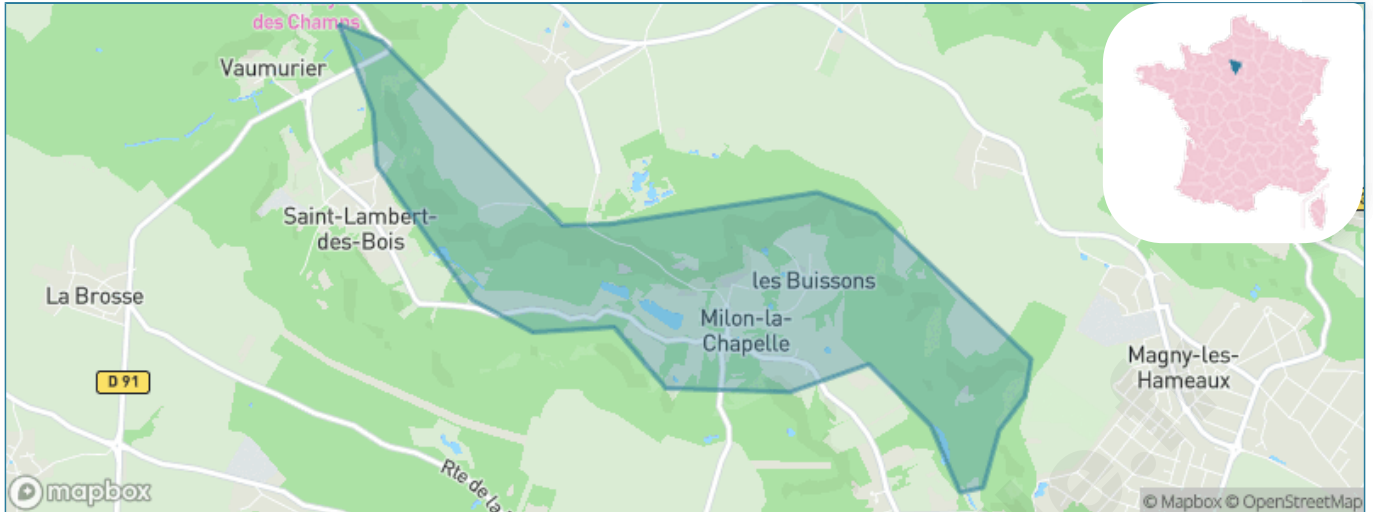 des Champs
Vaumurier
Saint-Lambert-
des-Bois
les Buissons
La Brosse
Milon-la-
Chapelle
Magny-les-
Hameaux
D 91
Rte de la
mapbox
© Mapbox © OpenStreetMap